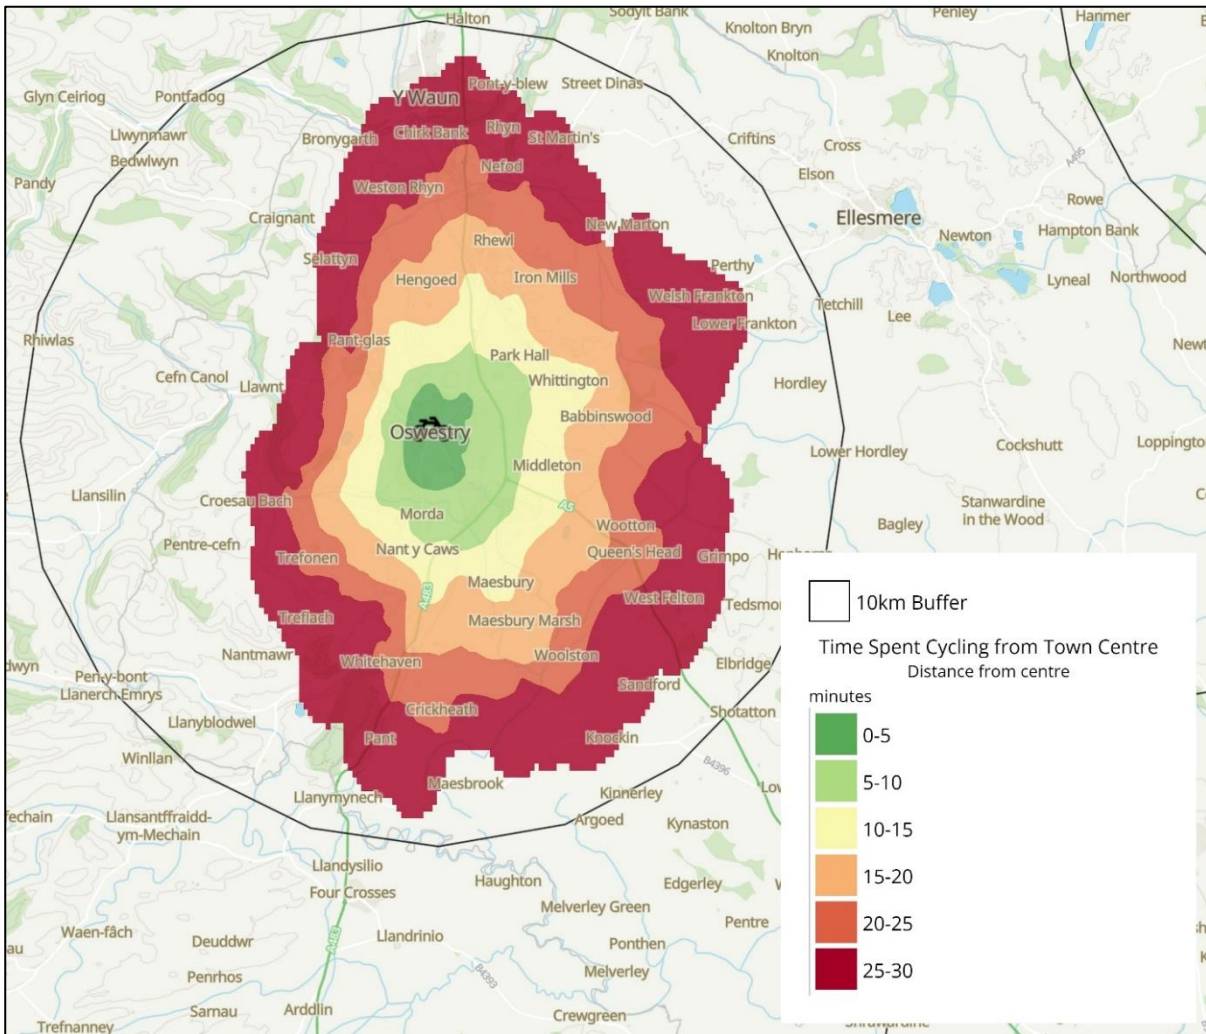 Halton
Sodylt Bank
Penley
Hanmer
Knolton Bryn
Knolton
Glyn Ceiriog
Pontfadog
Y Waun
Pont-y-blew
Street Dinas
Llwynmawr
Bronygarth
Chirk Bank
Rhyn
St Martin's
Criftins
Cross
Bedwlwyn
Nefod
Elson
A495
Pandy
Weston Rhyn
Rowe
Craignant
New Marton
Ellesmere
Newton
Hampton Bank
Selattyn
Rhewl
Perthy
Hengoed
Iron Mills
Lyneal
Northwood
Welsh Frankton
Tetchill
Lower Frankton
Lee
Rhiwlas
Pant-glas
Park Hall
Cefn Canol
Llawnt
Whittington
Hordley
Babbinswood
Oswestry
Cockshutt
Loppington
Middleton
Lower Hordley
Llansilin
Croesau Bach
A5
Stanwardine
in the Wood
Morda
Wootton
Bagley
Pentre-cefn
Nant y Caws
Queen's Head
Grimpo
Trefonen
Maesbury
A483
West Felton
Treflach
Maesbury Marsh
Nantmawr
Whitehaven
Woolston
Elbridge
Pen-y-bont
Llanerch Emrys
Sandford
Crickheath
Shotatton
Llanyblodwel
Pant
Knockin
Winllan
B4396
Maesbrook
Llanymynech
Kinnerley
Llansantffraidd-
ym-Mechain
Argoed
Kynaston
Llandysilio
Four Crosses
Haughton
Edgerley
Melverley Green
Waen-fâch
Deuddwr
A483
Llandrinio
Pentre
Ponthen
Penrhos
B4393
Melverley
Sarnau
Arddlin
Crewgreen
Trefnanney
10km Buffer
Time Spent Cycling from Town Centre
Distance from centre
minutes
0-5
5-10
10-15
15-20
20-25
25-30